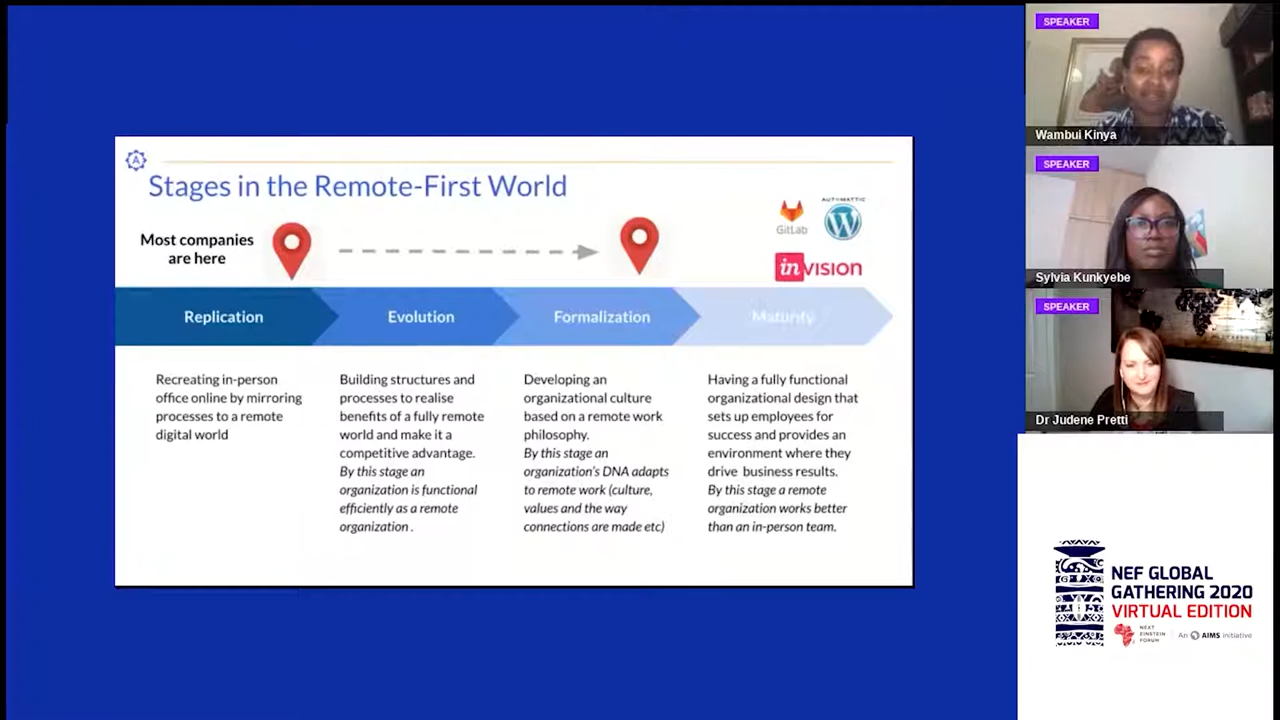 Stages in the Remote-First World
Most companies
are here
GitLab
AUTOMATTIC
inVISION
Replication
Evolution
Formalization
Maturity
Recreating in-person
office online by mirroring
processes to a remote
digital world
Building structures and
processes to realise
benefits of a fully remote
world and make it a
competitive advantage.
By this stage an
organization is functional
efficiently as a remote
organization .
Developing an
organizational culture
based on a remote work
philosophy.
By this stage an
organization's DNA adapts
to remote work (culture,
values and the way
connections are made etc)
Having a fully functional
organizational design that
sets up employees for
success and provides an
environment where they
drive business results.
By this stage a remote
organization works better
than an in-person team.
SPEAKER
Wambui Kinya
SPEAKER
Sylvia Kunkyebe
SPEAKER
Dr Judene Pretti
NEF GLOBAL
GATHERING 2020
VIRTUAL EDITION
NEXT
EINSTEIN
FORUM
An AIMS initiative